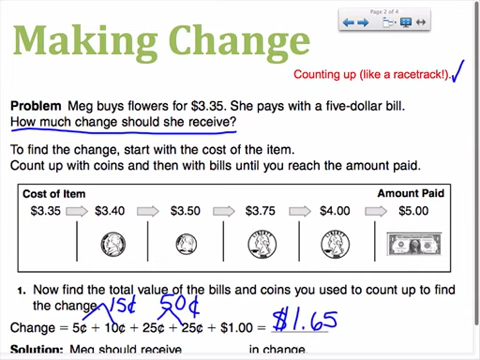 Page 2 of 4
Making Change
Counting up (like a racetrack!).
Problem Meg buys flowers for $3.35. She pays with a five-dollar bill.
How much change should she receive?
To find the change, start with the cost of the item.
Count up with coins and then with bills until you reach the amount paid.
Cost of Item Amount Paid
$3.35 $3.40 $3.50 $3.75 $4.00 $5.00
LIBERTY LIBERTY
1. Now find the total value of the bills and coins you used to count up to find
the change. 15¢ 50¢
Change = 5¢ + 10¢ + 25¢ + 25¢ + $1.00 = $1.65
Solution: Meg should receive in change.